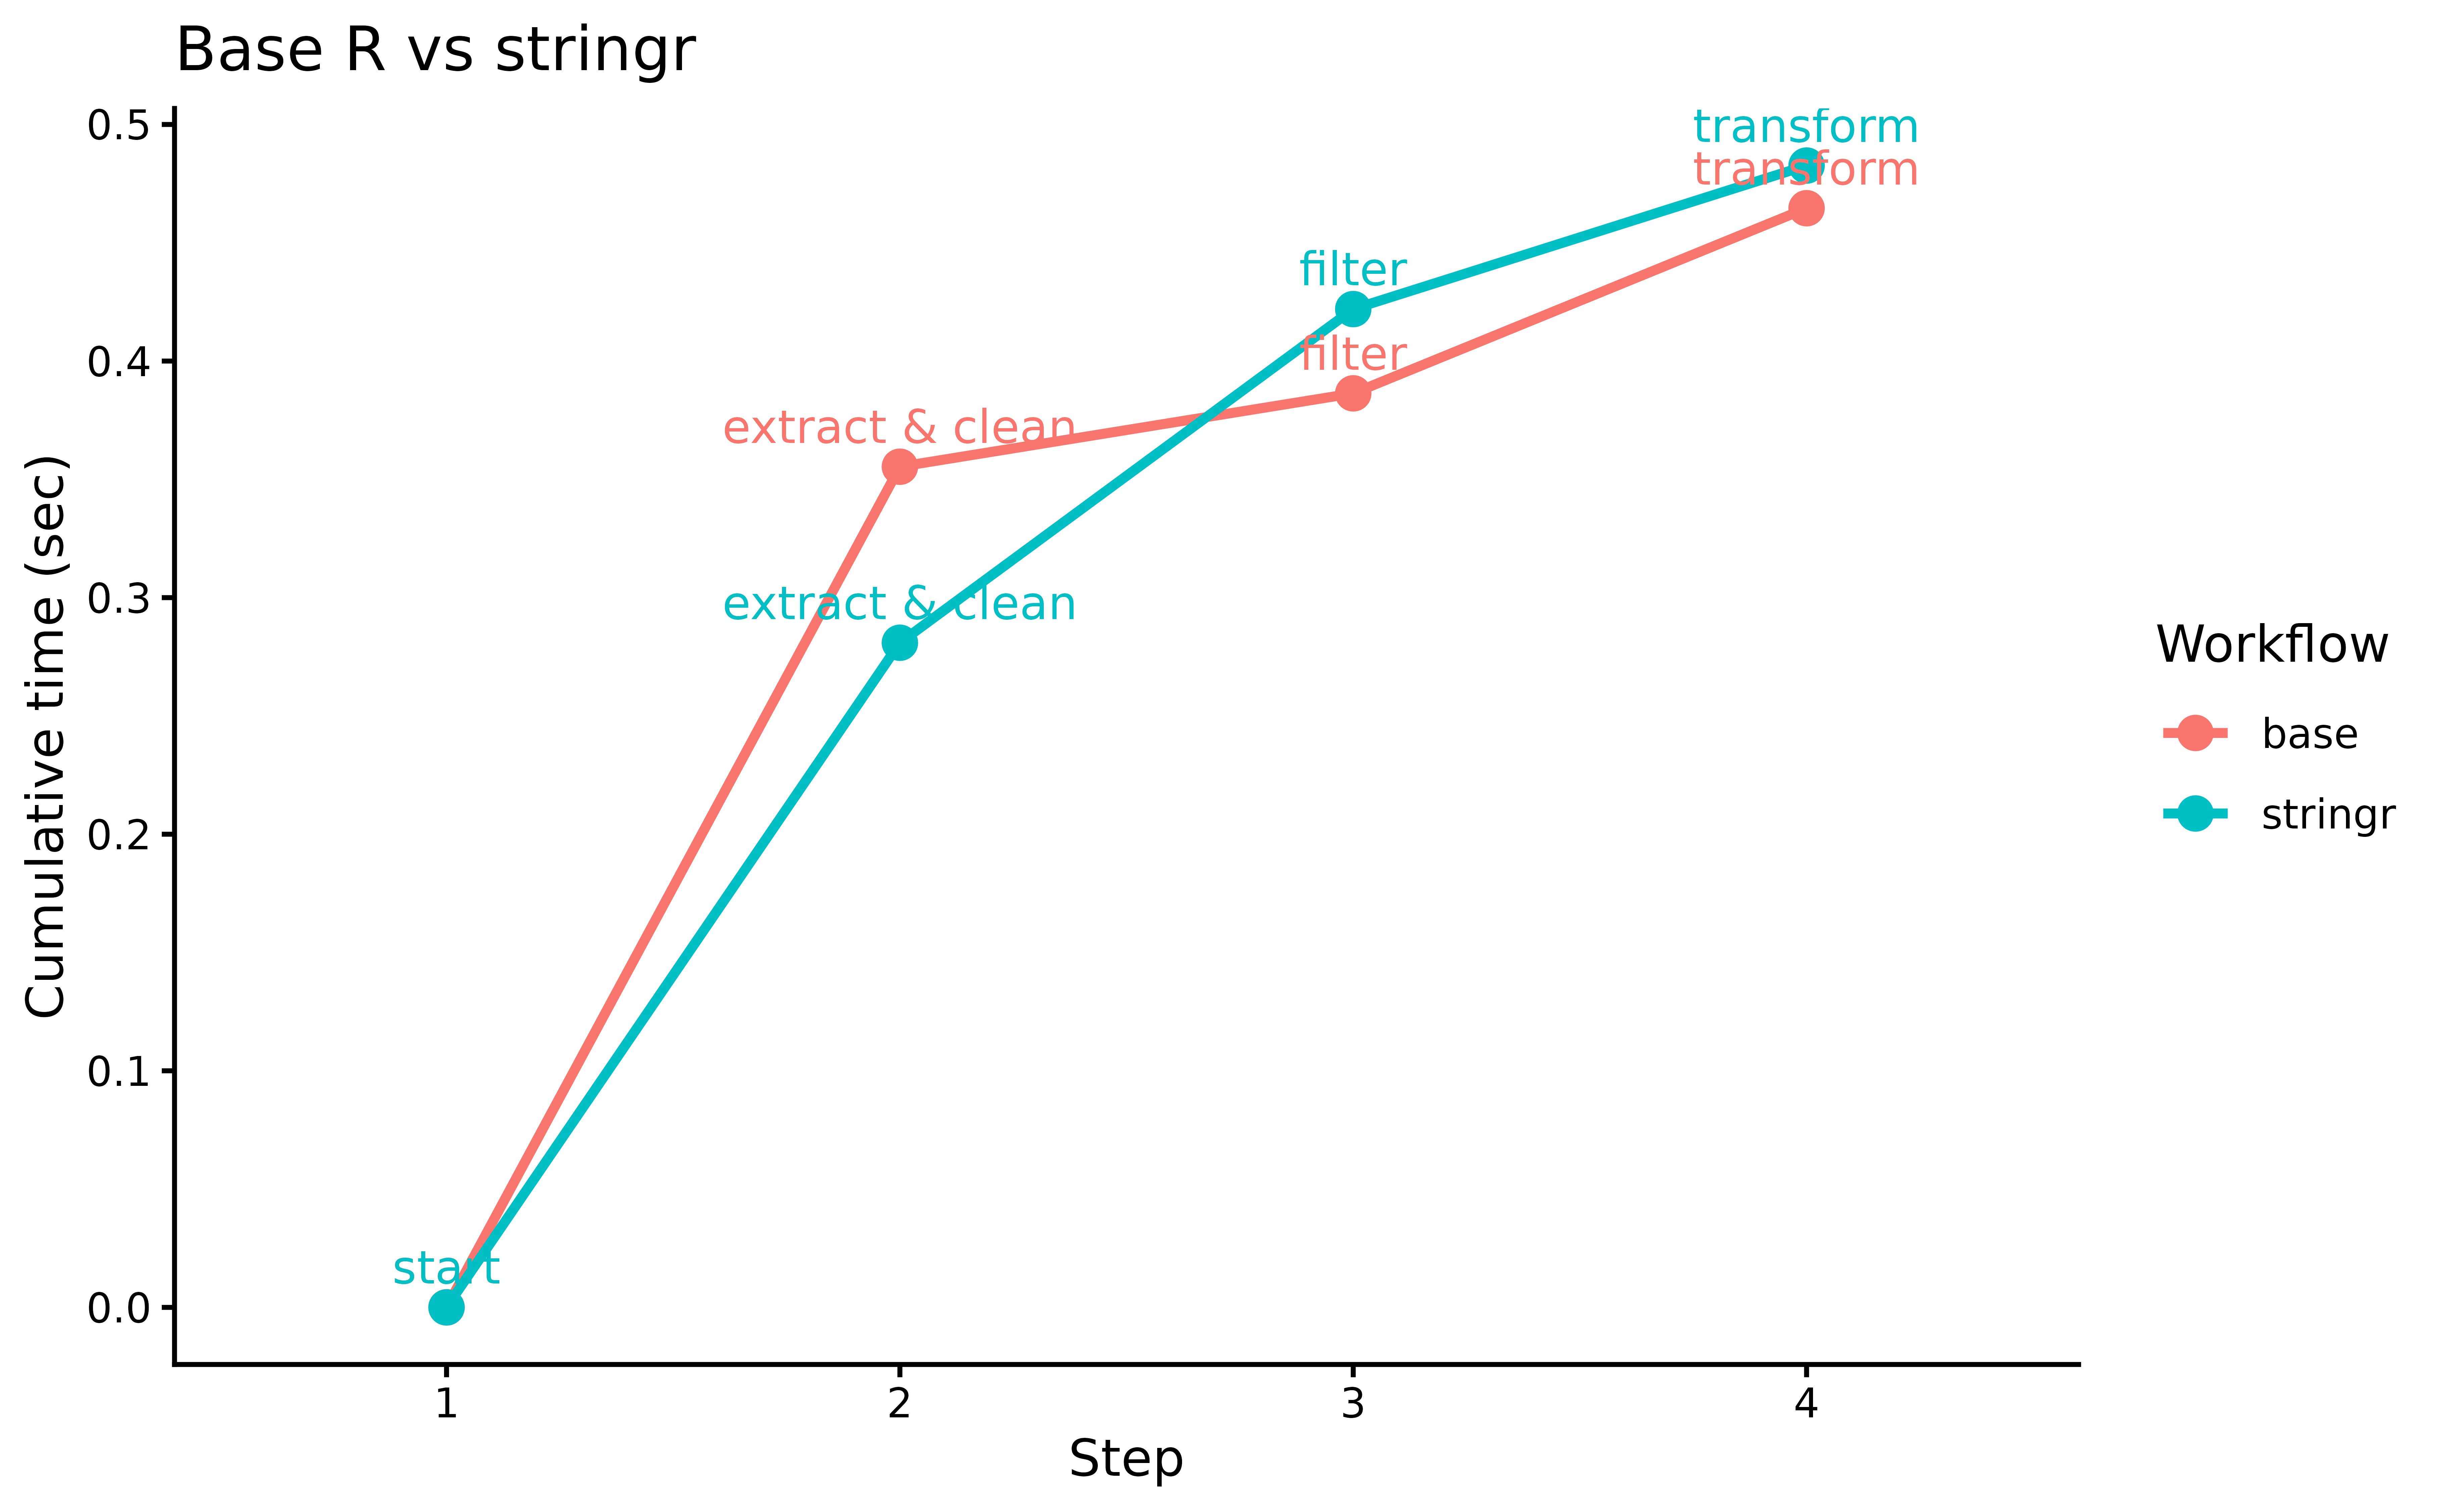 Base R vs stringr
0.5
0.4
0.3
0.2
0.1
0.0
Cumulative time (sec)
transform
transform
filter
filter
extract & clean
extract & clean
start
1
2
3
4
Step
Workflow
base
stringr